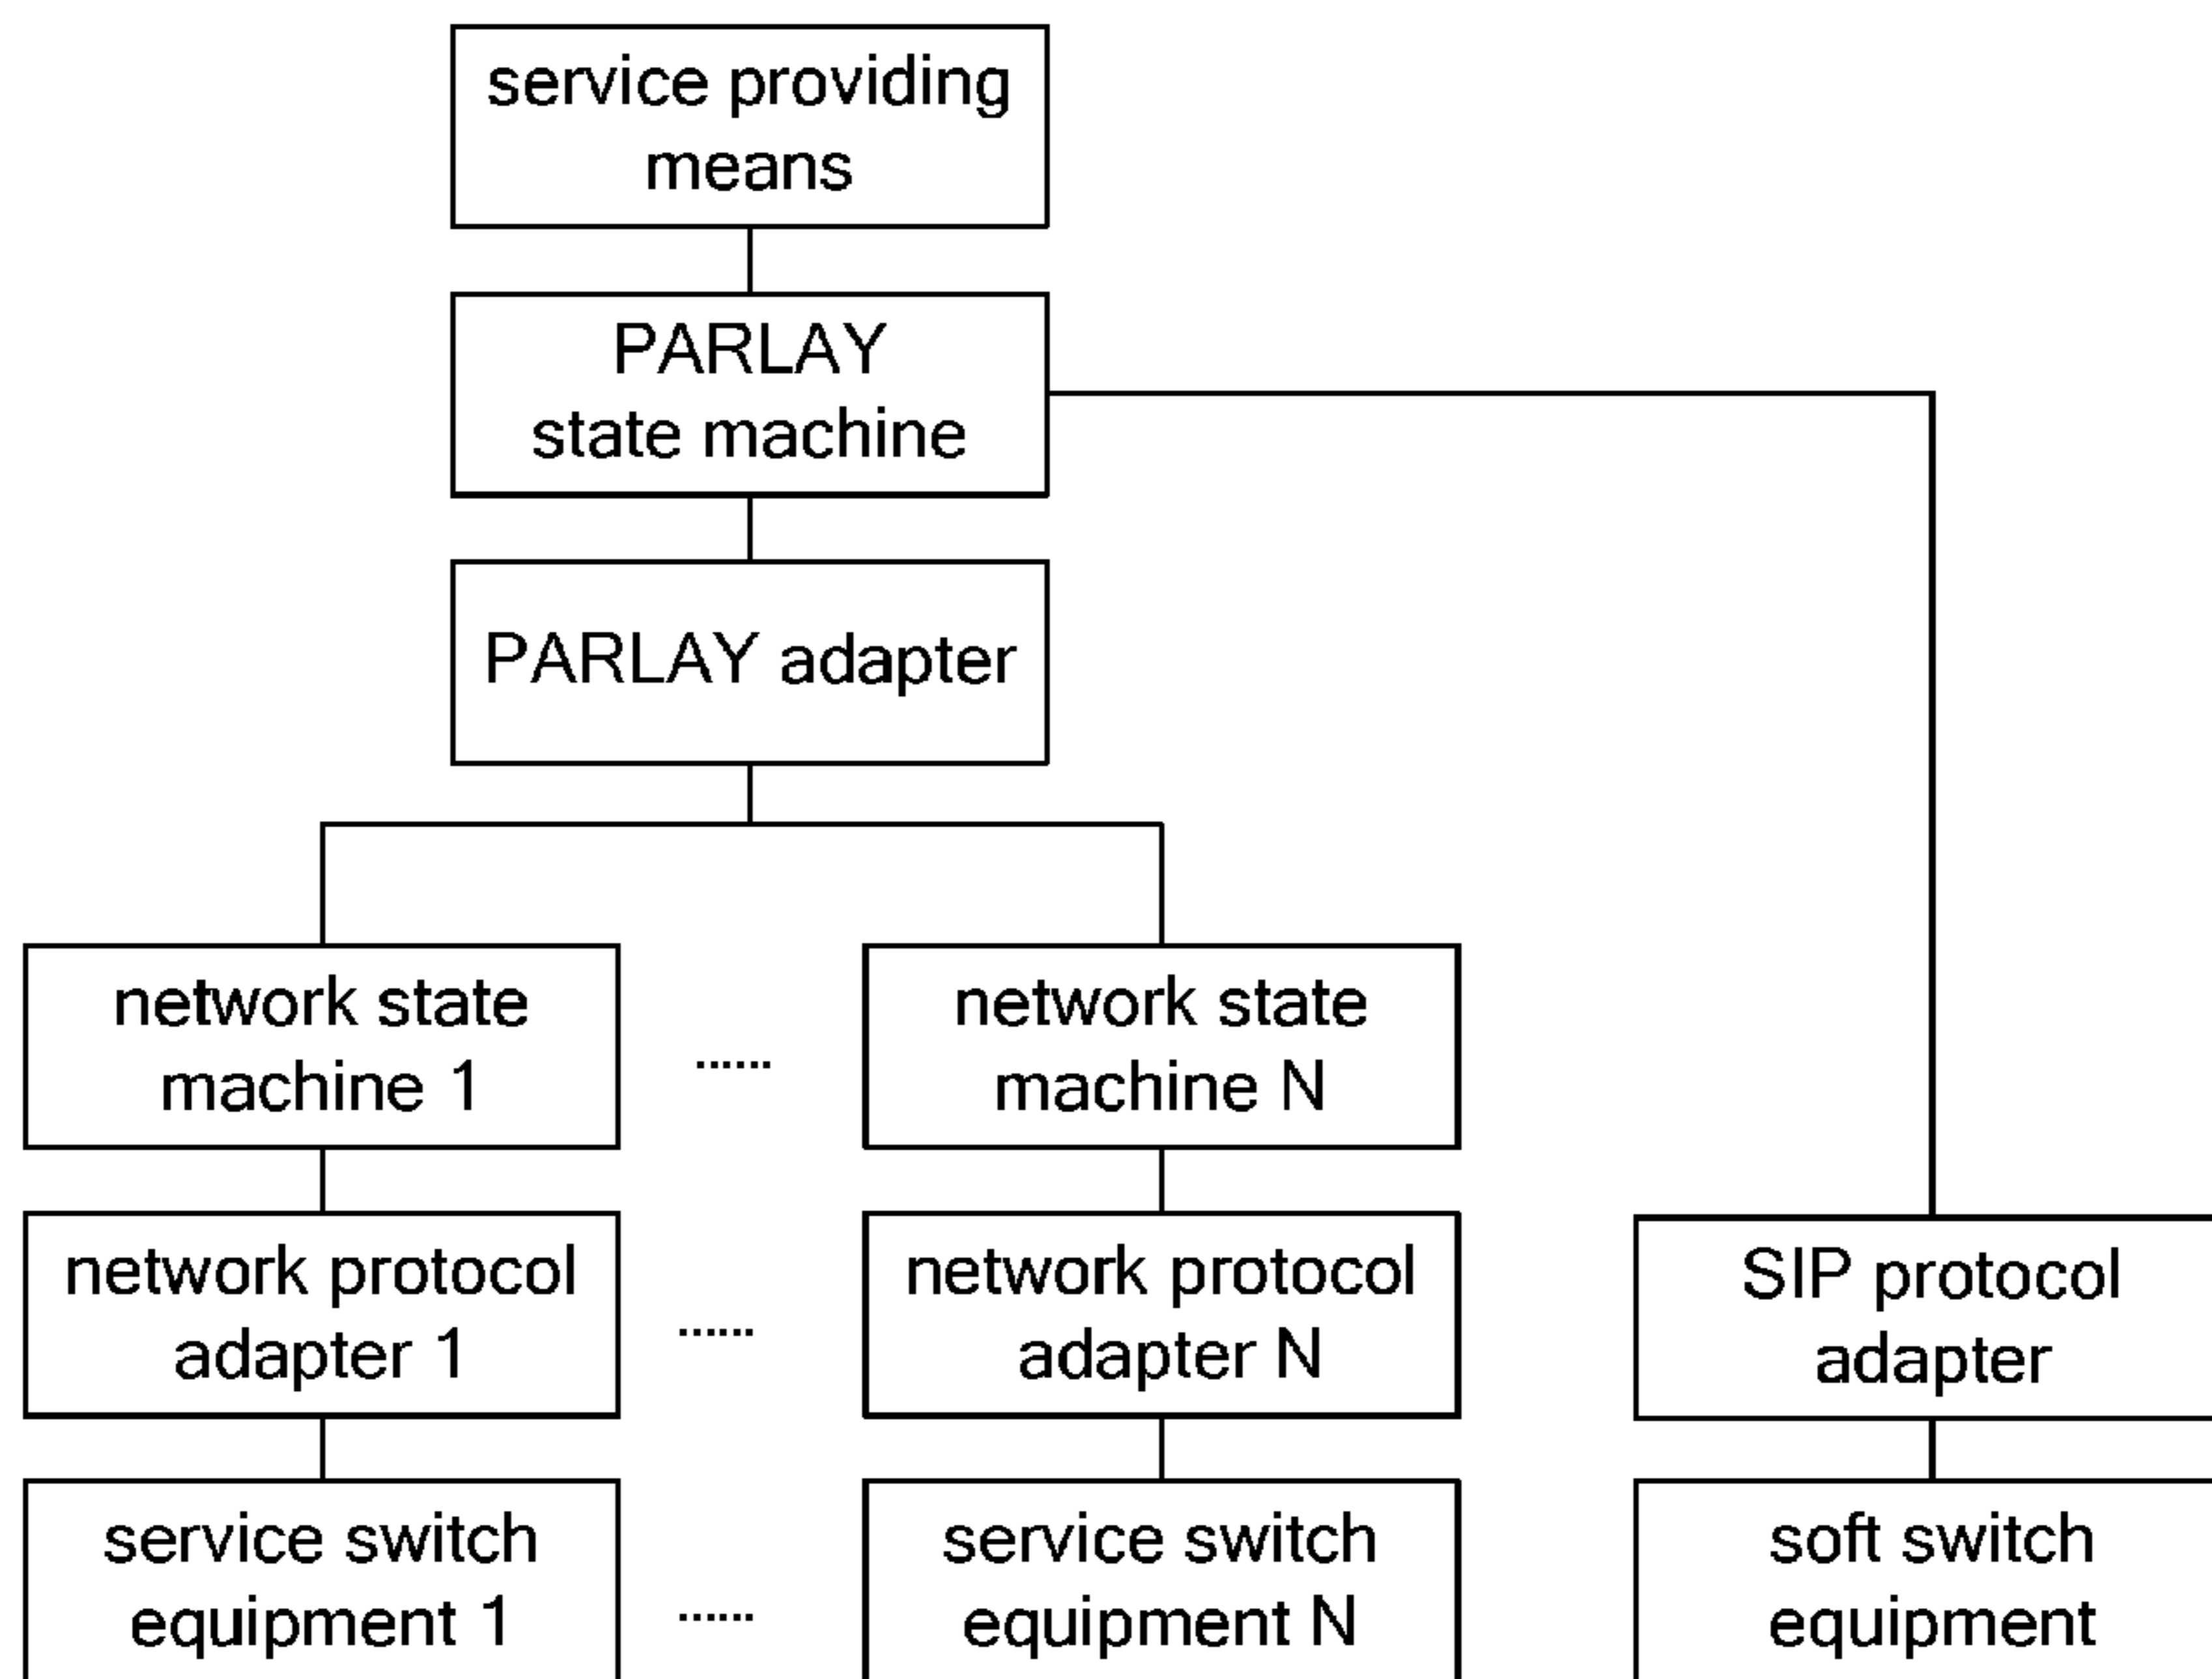 service providing
means
PARLAY
state machine
PARLAY adapter
network state
machine 1
......
network state
machine N
network protocol
adapter 1
......
network protocol
adapter N
SIP protocol
adapter
service switch
equipment 1
......
service switch
equipment N
soft switch
equipment